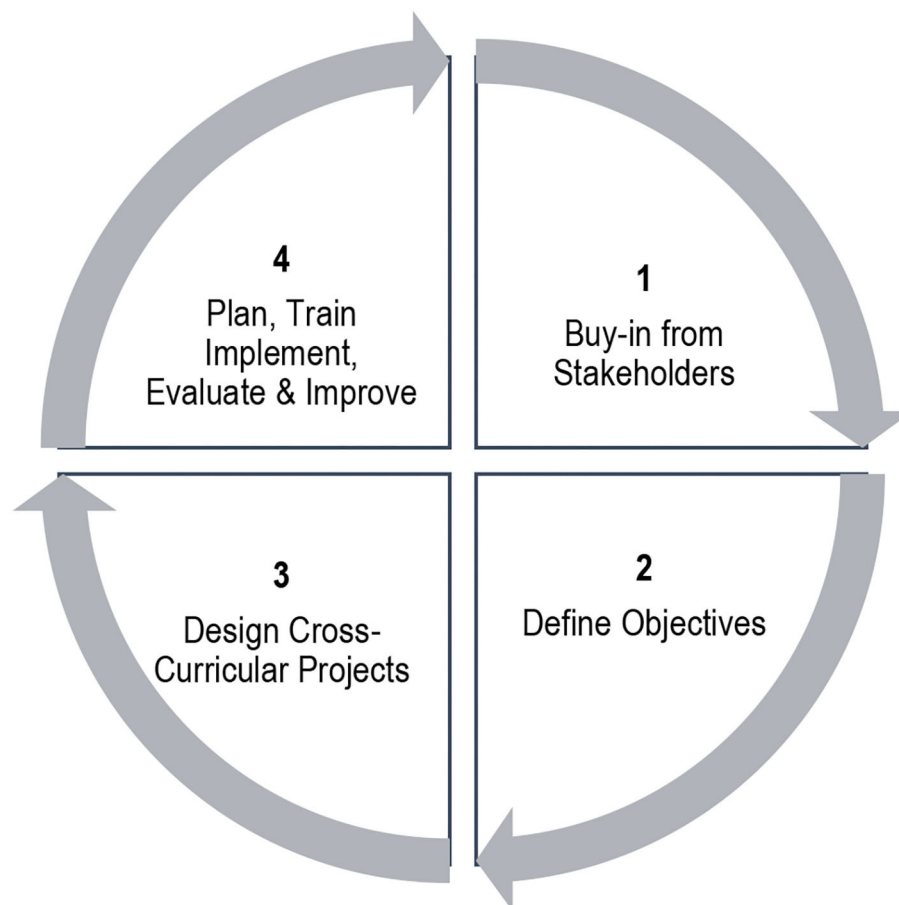 1
Buy-in from
Stakeholders
2
Define Objectives
3
Design Cross-
Curricular Projects
4
Plan, Train
Implement,
Evaluate & Improve